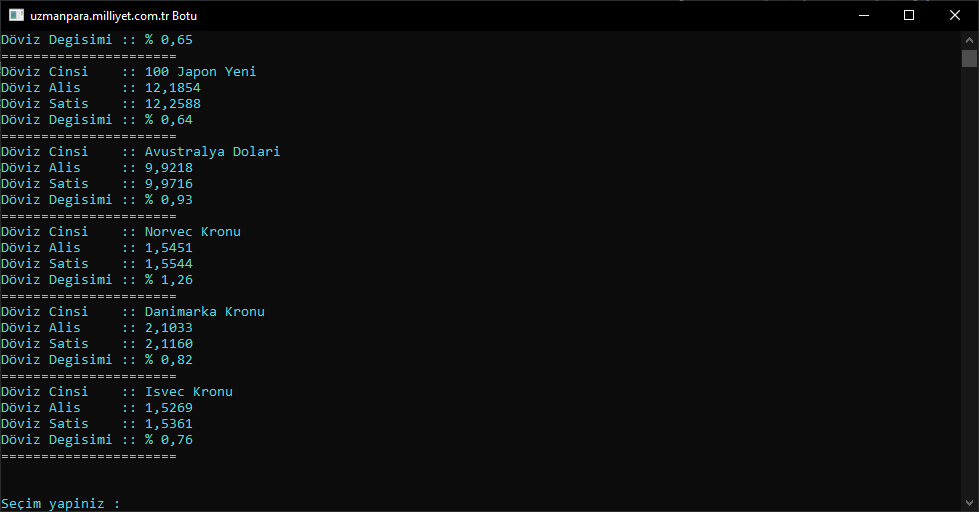 uzmanpara.milliyet.com.tr Botu
Döviz Degisimi :: % 0,65
======================
Döviz Cinsi    :: 100 Japon Yeni
Döviz Alis     :: 12,1854
Döviz Satis    :: 12,2588
Döviz Degisimi :: % 0,64
======================
Döviz Cinsi    :: Avustralya Dolari
Döviz Alis     :: 9,9218
Döviz Satis    :: 9,9716
Döviz Degisimi :: % 0,93
======================
Döviz Cinsi    :: Norvec Kronu
Döviz Alis     :: 1,5451
Döviz Satis    :: 1,5544
Döviz Degisimi :: % 1,26
======================
Döviz Cinsi    :: Danimarka Kronu
Döviz Alis     :: 2,1033
Döviz Satis    :: 2,1160
Döviz Degisimi :: % 0,82
======================
Döviz Cinsi    :: Isvec Kronu
Döviz Alis     :: 1,5269
Döviz Satis    :: 1,5361
Döviz Degisimi :: % 0,76
======================
Seçim yapiniz :